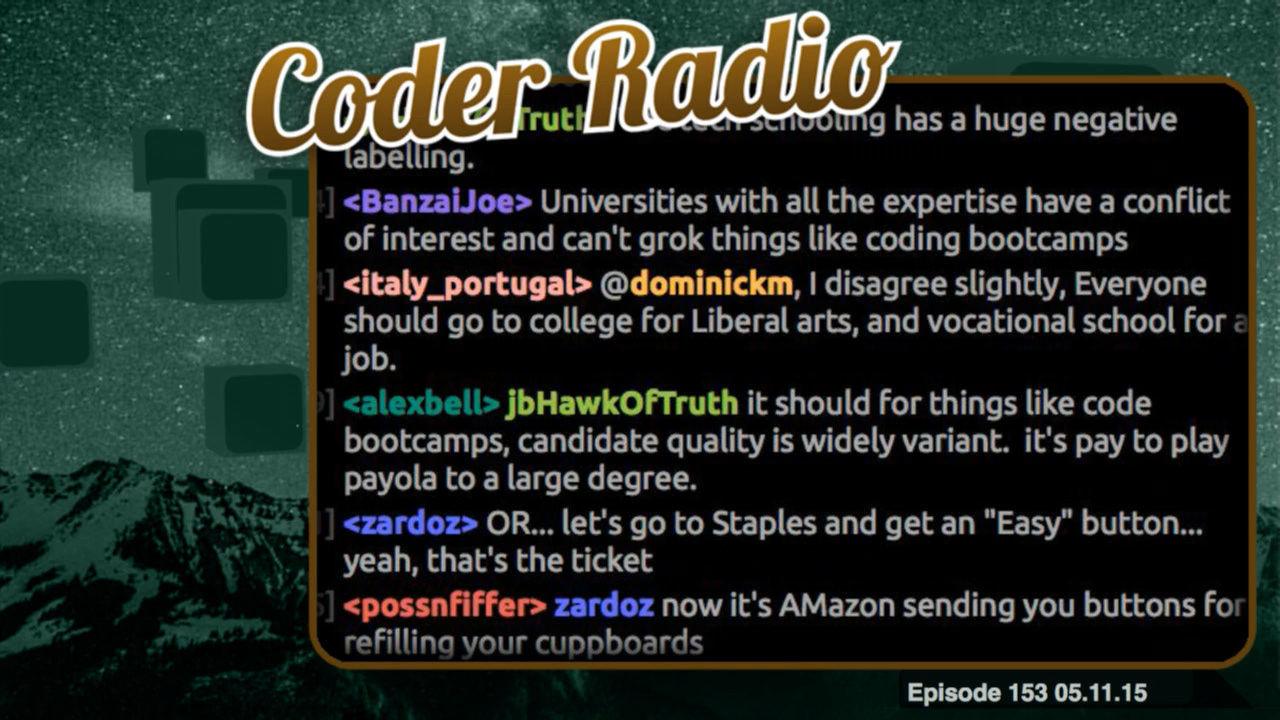 Coder Radio
Truth schooling has a huge negative
labelling.
<BanzaiJoe> Universities with all the expertise have a conflict
of interest and can't grok things like coding bootcamps
<italy_portugal> @dominickm, I disagree slightly, Everyone
should go to college for Liberal arts, and vocational school for a
job.
<alexbell> jbHawkOfTruth it should for things like code
bootcamps, candidate quality is widely variant. it's pay to play
payola to a large degree.
<zardoz> OR... let's go to Staples and get an "Easy" button...
yeah, that's the ticket
<possnfiffer> zardoz now it's AMazon sending you buttons for
refilling your cuppboards
Episode 153 05.11.15